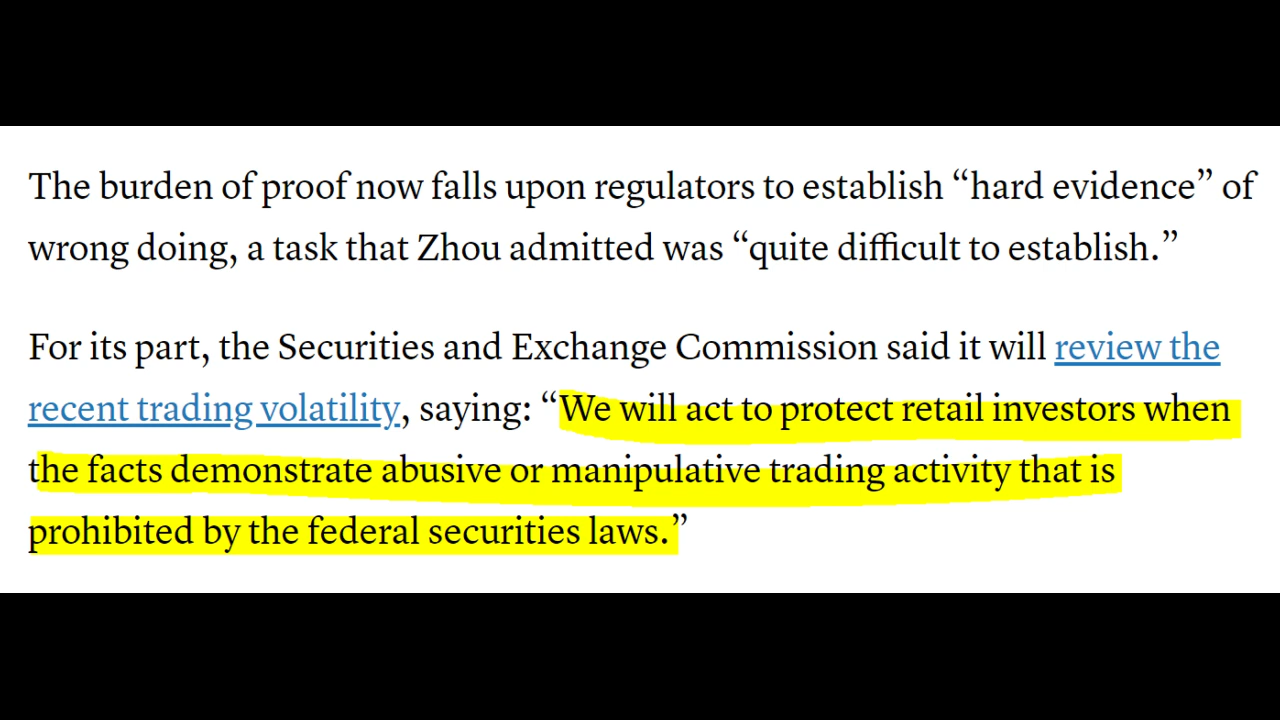 The burden of proof now falls upon regulators to establish “hard evidence” of
wrong doing, a task that Zhou admitted was “quite difficult to establish.”
For its part, the Securities and Exchange Commission said it will review the
recent trading volatility, saying: “We will act to protect retail investors when
the facts demonstrate abusive or manipulative trading activity that is
prohibited by the federal securities laws.”